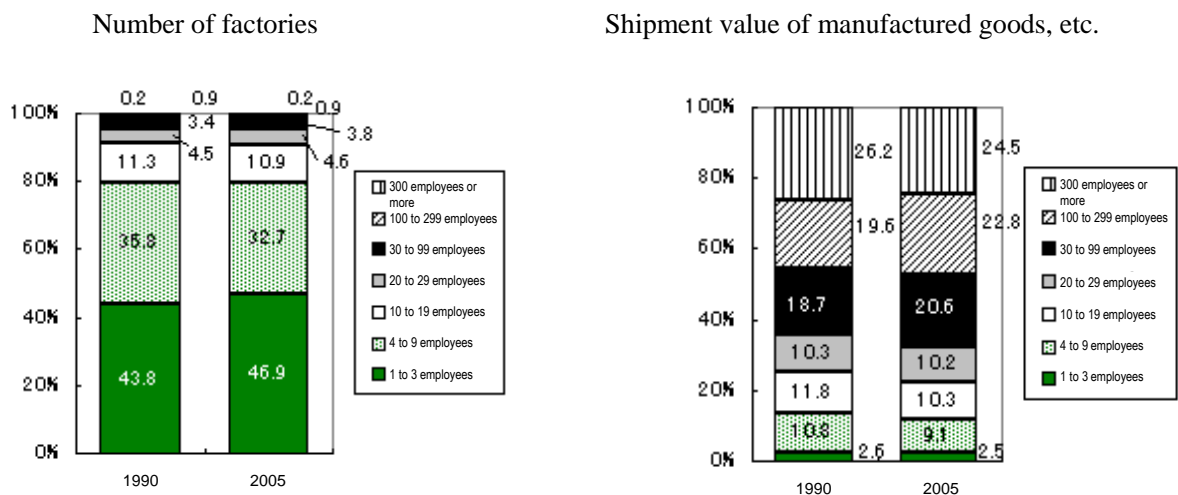 Number of factories
0.2 0.9 0.2 0.9
100%
80%
60%
40%
20%
0%
3.4
3.8
4.5
4.6
11.3
10.9
35.8
32.7
43.8
46.9
1990
2005
300 employees or
more
100 to 299 employees
30 to 99 employees
20 to 29 employees
10 to 19 employees
4 to 9 employees
1 to 3 employees
Shipment value of manufactured goods, etc.
100%
80%
60%
40%
20%
0%
26.2
24.5
19.6
22.8
18.7
20.6
10.3
10.2
11.8
10.3
10.8
9.1
2.6
2.5
1990
2005
300 employees or
more
100 to 299 employees
30 to 99 employees
20 to 29 employees
10 to 19 employees
4 to 9 employees
1 to 3 employees